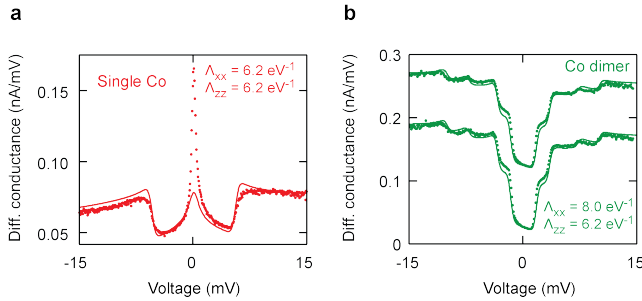 a
Single Co
Λxx = 6.2 eV⁻¹
Λzz = 6.2 eV⁻¹
Diff. conductance (nA/mV)
0.15
0.10
0.05
-15
0
15
Voltage (mV)
b
Co dimer
Λxx = 8.0 eV⁻¹
Λzz = 6.2 eV⁻¹
Diff. conductance (nA/mV)
0.3
0.2
0.1
0
-15
0
15
Voltage (mV)